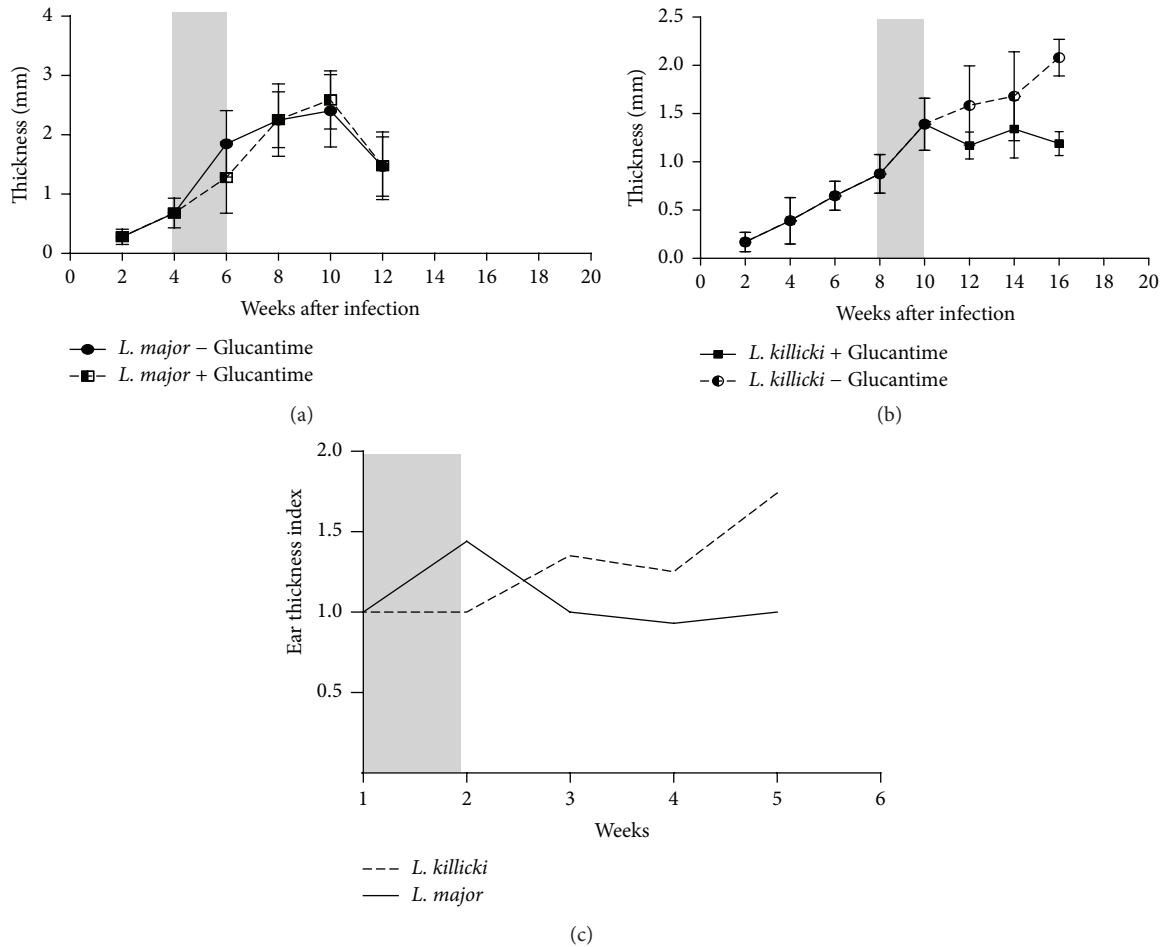 4
3
2
1
0
Thickness (mm)
0 2 4 6 8 10 12 14 16 18 20
Weeks after infection
L. major − Glucantime
L. major + Glucantime
(a)
2.5
2.0
1.5
1.0
0.5
0.0
Thickness (mm)
0 2 4 6 8 10 12 14 16 18 20
Weeks after infection
L. killicki + Glucantime
L. killicki − Glucantime
(b)
2.0
1.5
1.0
0.5
Ear thickness index
1 2 3 4 5 6
Weeks
L. killicki
L. major
(c)